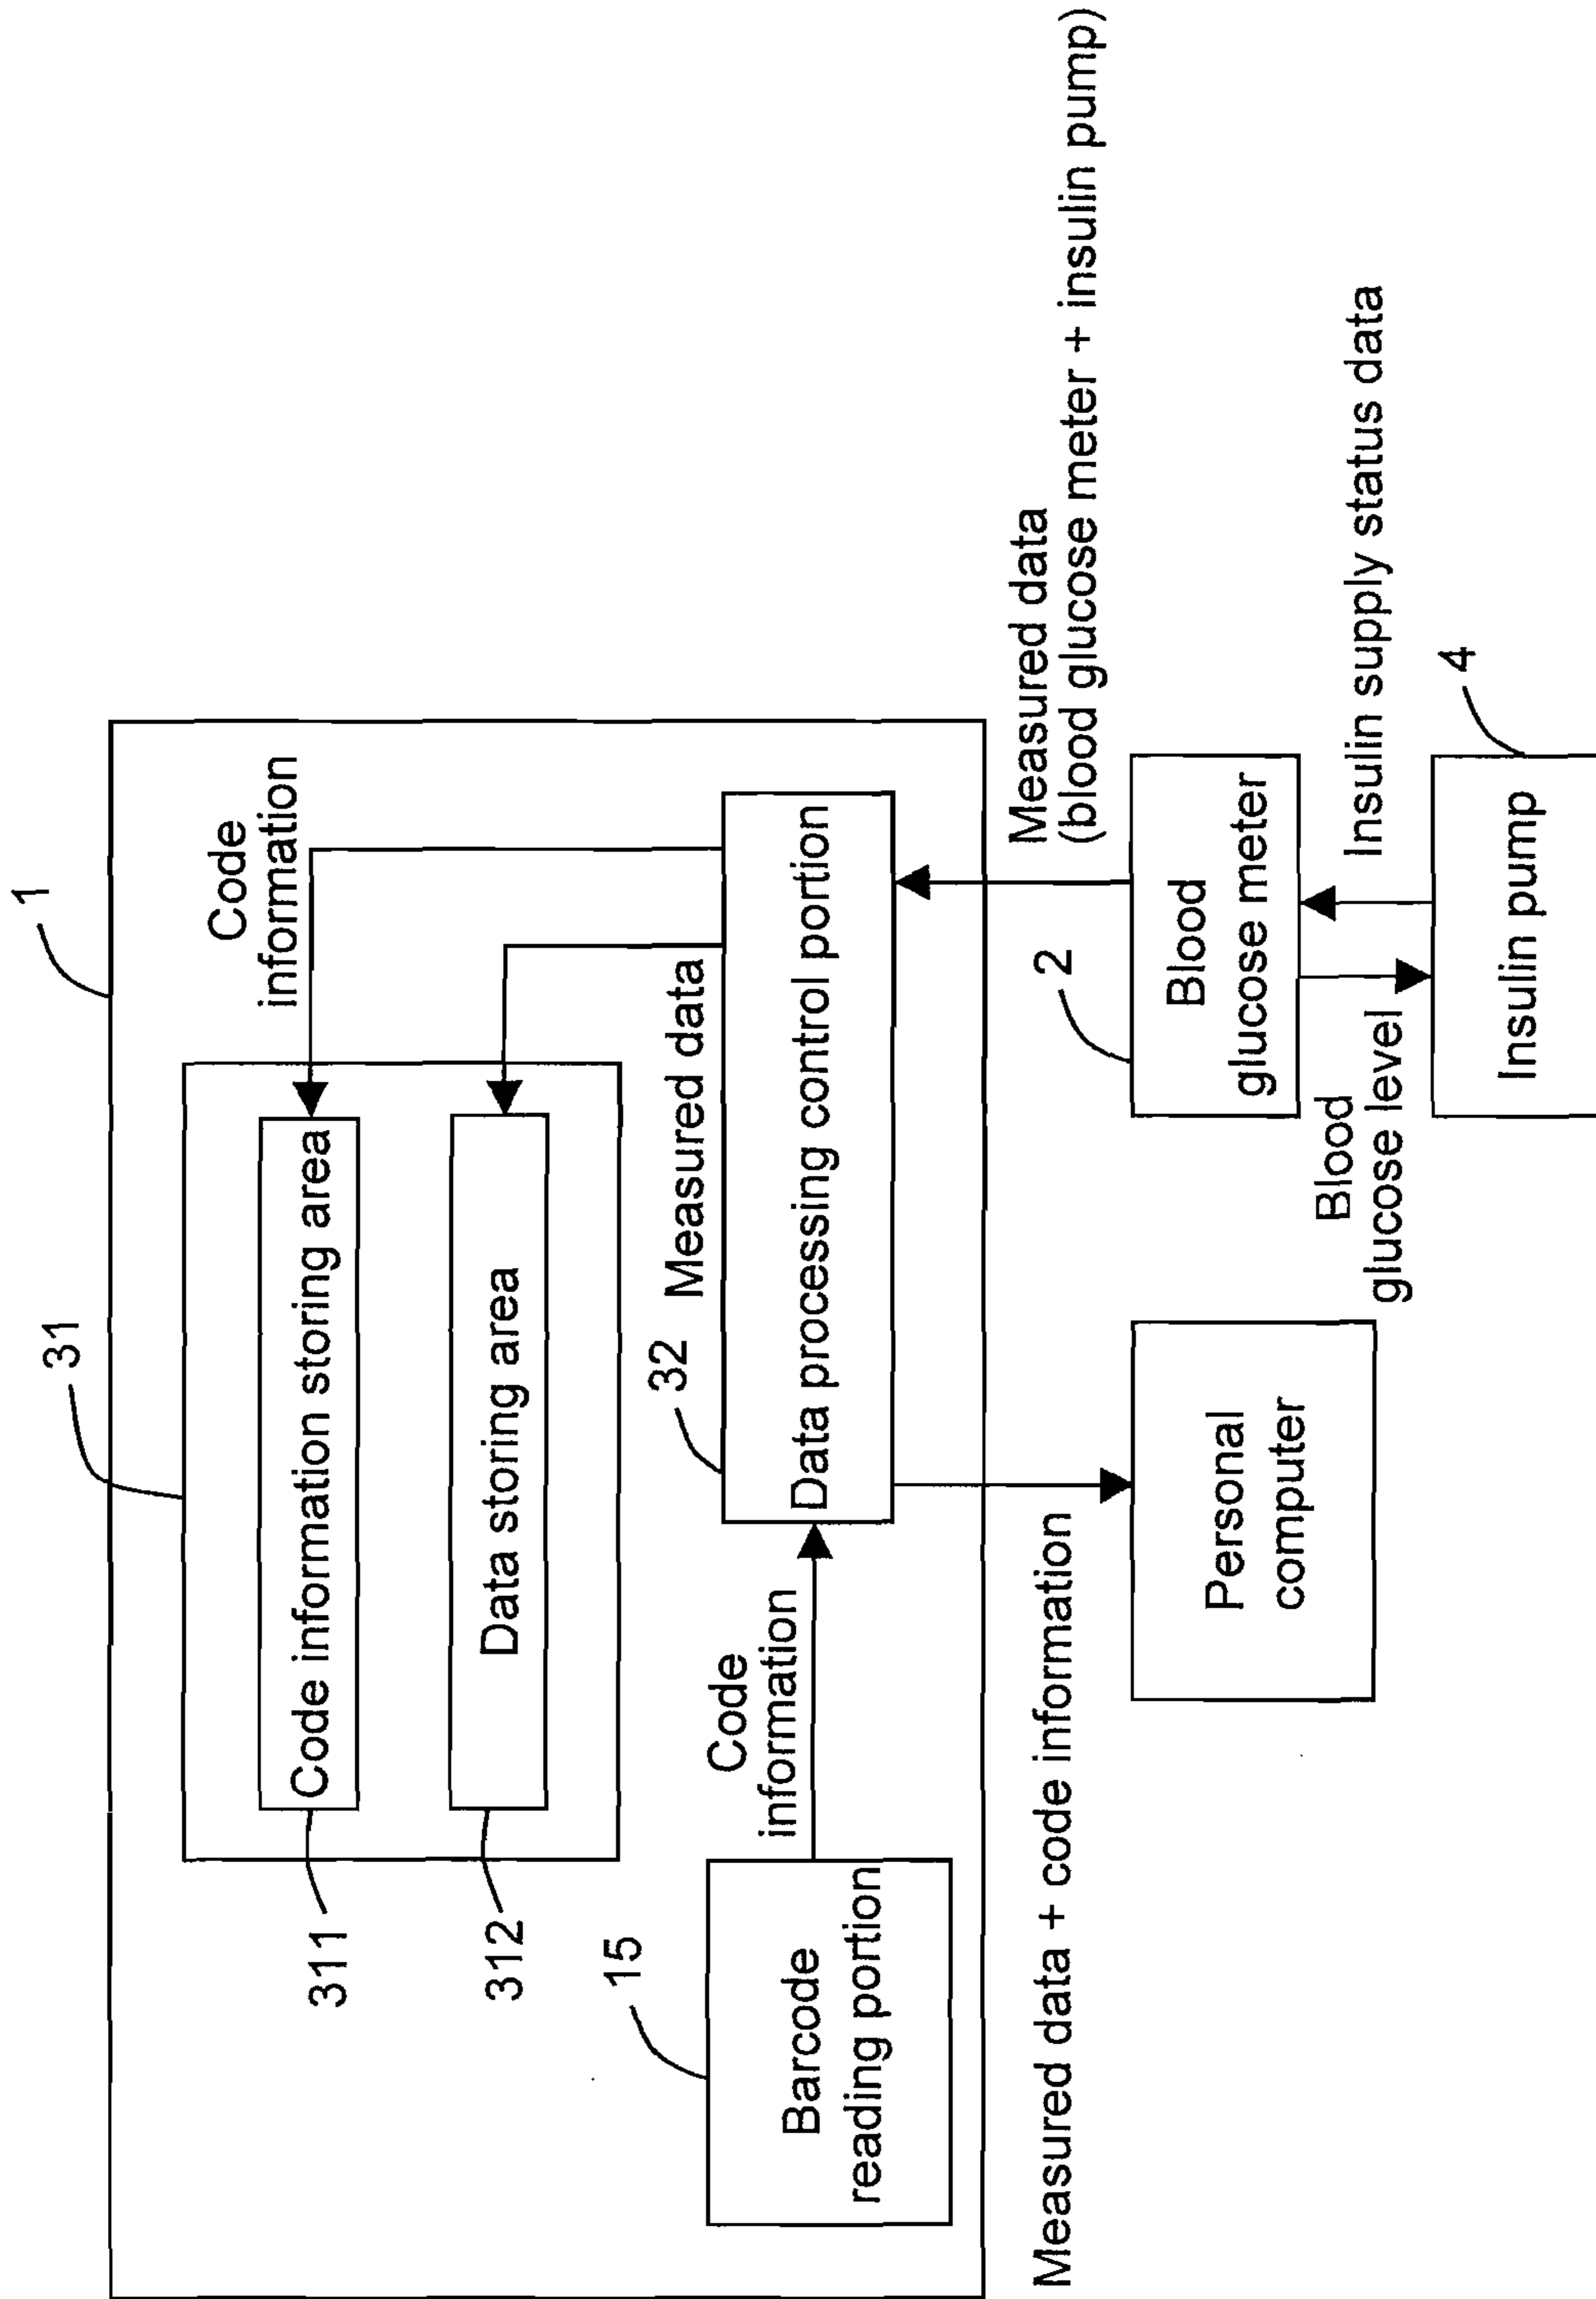 1
31
Code
information
Code information storing area
311
Data storing area
312
Measured data
32
15
Barcode
reading portion
Code
information
Data processing control portion
Measured data + code information
Measured data
(blood glucose meter + insulin pump)
Personal
computer
2
Blood
glucose meter
Blood
glucose level
Insulin supply status data
4
Insulin pump